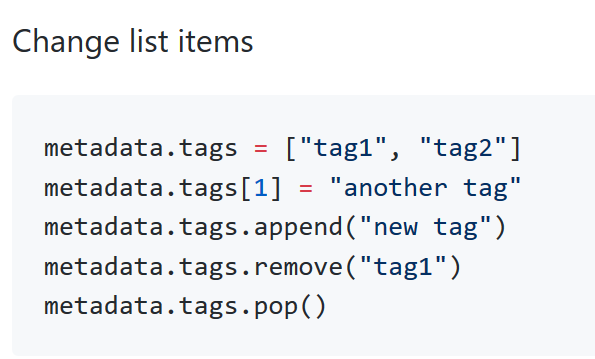 Change list items
metadata.tags = ["tag1", "tag2"]
metadata.tags[1] = "another tag"
metadata.tags.append("new tag")
metadata.tags.remove("tag1")
metadata.tags.pop()